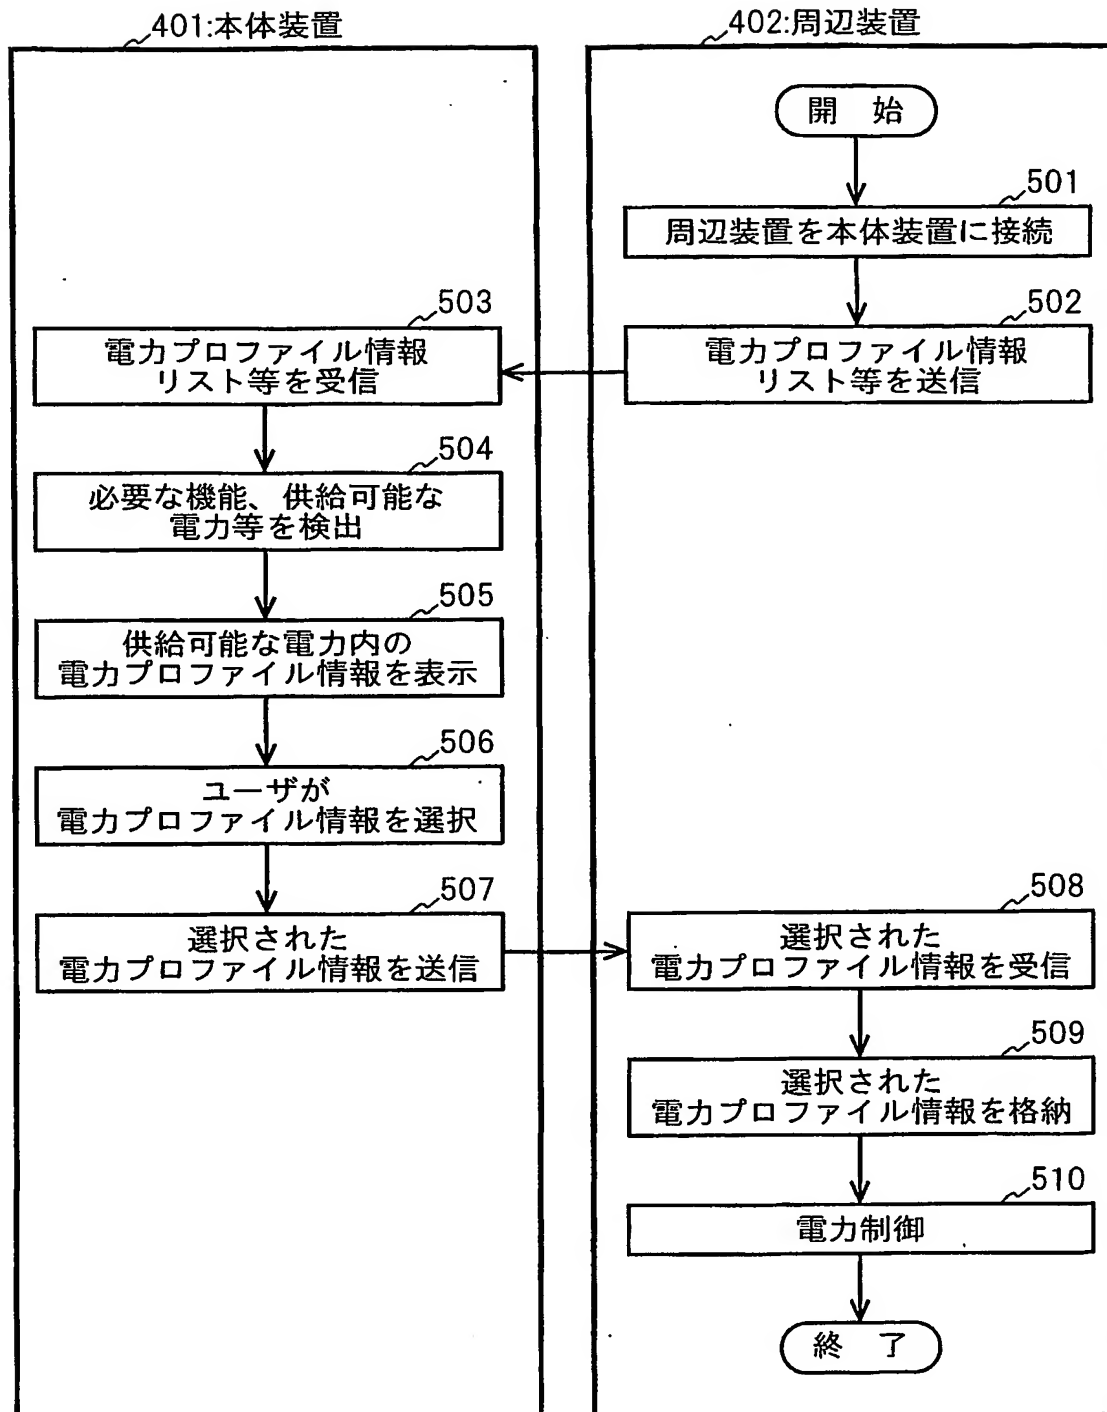 401:本体装置
402:周辺装置
開 始
501
周辺装置を本体装置に接続
502
電力プロファイル情報
リスト等を送信
503
電力プロファイル情報
リスト等を受信
504
必要な機能、供給可能な
電力等を検出
505
供給可能な電力内の
電力プロファイル情報を表示
506
ユーザが
電力プロファイル情報を選択
507
選択された
電力プロファイル情報を送信
508
選択された
電力プロファイル情報を受信
509
選択された
電力プロファイル情報を格納
510
電力制御
終 了